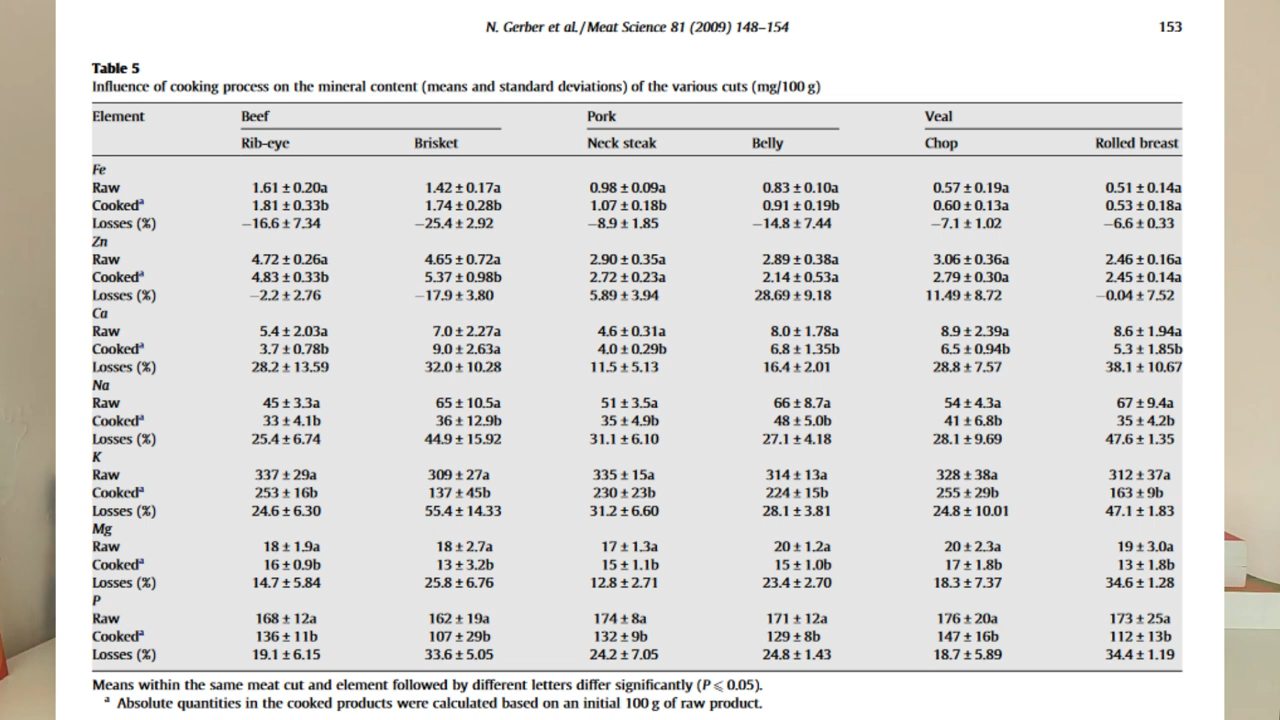 N. Gerber et al. / Meat Science 81 (2009) 148–154 153
Table 5
Influence of cooking process on the mineral content (means and standard deviations) of the various cuts (mg/100 g)
Element Beef Pork Veal
Rib-eye Brisket Neck steak Belly Chop Rolled breast
Fe
Raw 1.61 ± 0.20a 1.42 ± 0.17a 0.98 ± 0.09a 0.83 ± 0.10a 0.57 ± 0.19a 0.51 ± 0.14a
Cookedª 1.81 ± 0.33b 1.74 ± 0.28b 1.07 ± 0.18b 0.91 ± 0.19b 0.60 ± 0.13a 0.53 ± 0.18a
Losses (%) −16.6 ± 7.34 −25.4 ± 2.92 −8.9 ± 1.85 −14.8 ± 7.44 −7.1 ± 1.02 −6.6 ± 0.33
Zn
Raw 4.72 ± 0.26a 4.65 ± 0.72a 2.90 ± 0.35a 2.89 ± 0.38a 3.06 ± 0.36a 2.46 ± 0.16a
Cookedª 4.83 ± 0.33b 5.37 ± 0.98b 2.72 ± 0.23a 2.14 ± 0.53a 2.79 ± 0.30a 2.45 ± 0.14a
Losses (%) −2.2 ± 2.76 −17.9 ± 3.80 5.89 ± 3.94 28.69 ± 9.18 11.49 ± 8.72 −0.04 ± 7.52
Ca
Raw 5.4 ± 2.03a 7.0 ± 2.27a 4.6 ± 0.31a 8.0 ± 1.78a 8.9 ± 2.39a 8.6 ± 1.94a
Cookedª 3.7 ± 0.78b 9.0 ± 2.63a 4.0 ± 0.29b 6.8 ± 1.35b 6.5 ± 0.94b 5.3 ± 1.85b
Losses (%) 28.2 ± 13.59 32.0 ± 10.28 11.5 ± 5.13 16.4 ± 2.01 28.8 ± 7.57 38.1 ± 10.67
Na
Raw 45 ± 3.3a 65 ± 10.5a 51 ± 3.5a 66 ± 8.7a 54 ± 4.3a 67 ± 9.4a
Cookedª 33 ± 4.1b 36 ± 12.9b 35 ± 4.9b 48 ± 5.0b 41 ± 6.8b 35 ± 4.2b
Losses (%) 25.4 ± 6.74 44.9 ± 15.92 31.1 ± 6.10 27.1 ± 4.18 28.1 ± 9.69 47.6 ± 1.35
K
Raw 337 ± 29a 309 ± 27a 335 ± 15a 314 ± 13a 328 ± 38a 312 ± 37a
Cookedª 253 ± 16b 137 ± 45b 230 ± 23b 224 ± 15b 255 ± 29b 163 ± 9b
Losses (%) 24.6 ± 6.30 55.4 ± 14.33 31.2 ± 6.60 28.1 ± 3.81 24.8 ± 10.01 47.1 ± 1.83
Mg
Raw 18 ± 1.9a 18 ± 2.7a 17 ± 1.3a 20 ± 1.2a 20 ± 2.3a 19 ± 3.0a
Cookedª 16 ± 0.9b 13 ± 3.2b 15 ± 1.1b 15 ± 1.0b 17 ± 1.8b 13 ± 1.8b
Losses (%) 14.7 ± 5.84 25.8 ± 6.76 12.8 ± 2.71 23.4 ± 2.70 18.3 ± 7.37 34.6 ± 1.28
P
Raw 168 ± 12a 162 ± 19a 174 ± 8a 171 ± 12a 176 ± 20a 173 ± 25a
Cookedª 136 ± 11b 107 ± 29b 132 ± 9b 129 ± 8b 147 ± 16b 112 ± 13b
Losses (%) 19.1 ± 6.15 33.6 ± 5.05 24.2 ± 7.05 24.8 ± 1.43 18.7 ± 5.89 34.4 ± 1.19
Means within the same meat cut and element followed by different letters differ significantly (P ⩽ 0.05).
ª Absolute quantities in the cooked products were calculated based on an initial 100 g of raw product.